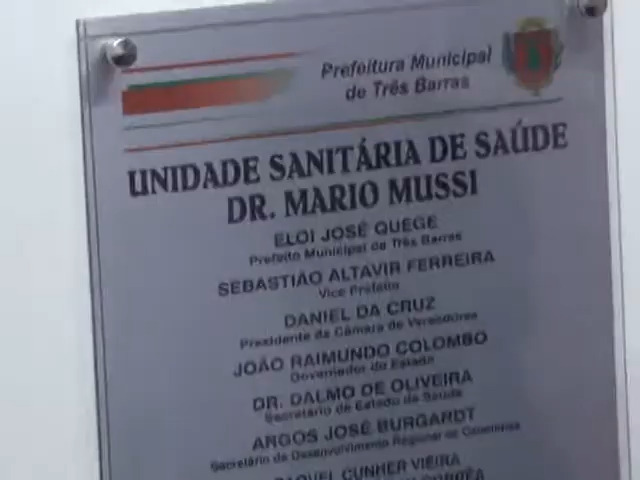 Prefeitura Municipal
de Três Barras
UNIDADE SANITÁRIA DE SAÚDE
DR. MARIO MUSSI
ELOI JOSÉ QUEGE
Prefeito Municipal de Três Barras
SEBASTIÃO ALTAVIR FERREIRA
Vice Prefeito
DANIEL DA CRUZ
Presidente da Câmara de Vereadores
JOÃO RAIMUNDO COLOMBO
Governador do Estado
DR. DALMO DE OLIVEIRA
Secretário de Estado da Saúde
ARGOS JOSÉ BURGARDT
Secretário de Desenvolvimento Regional de Canoinhas
CUNHER VIEIRA